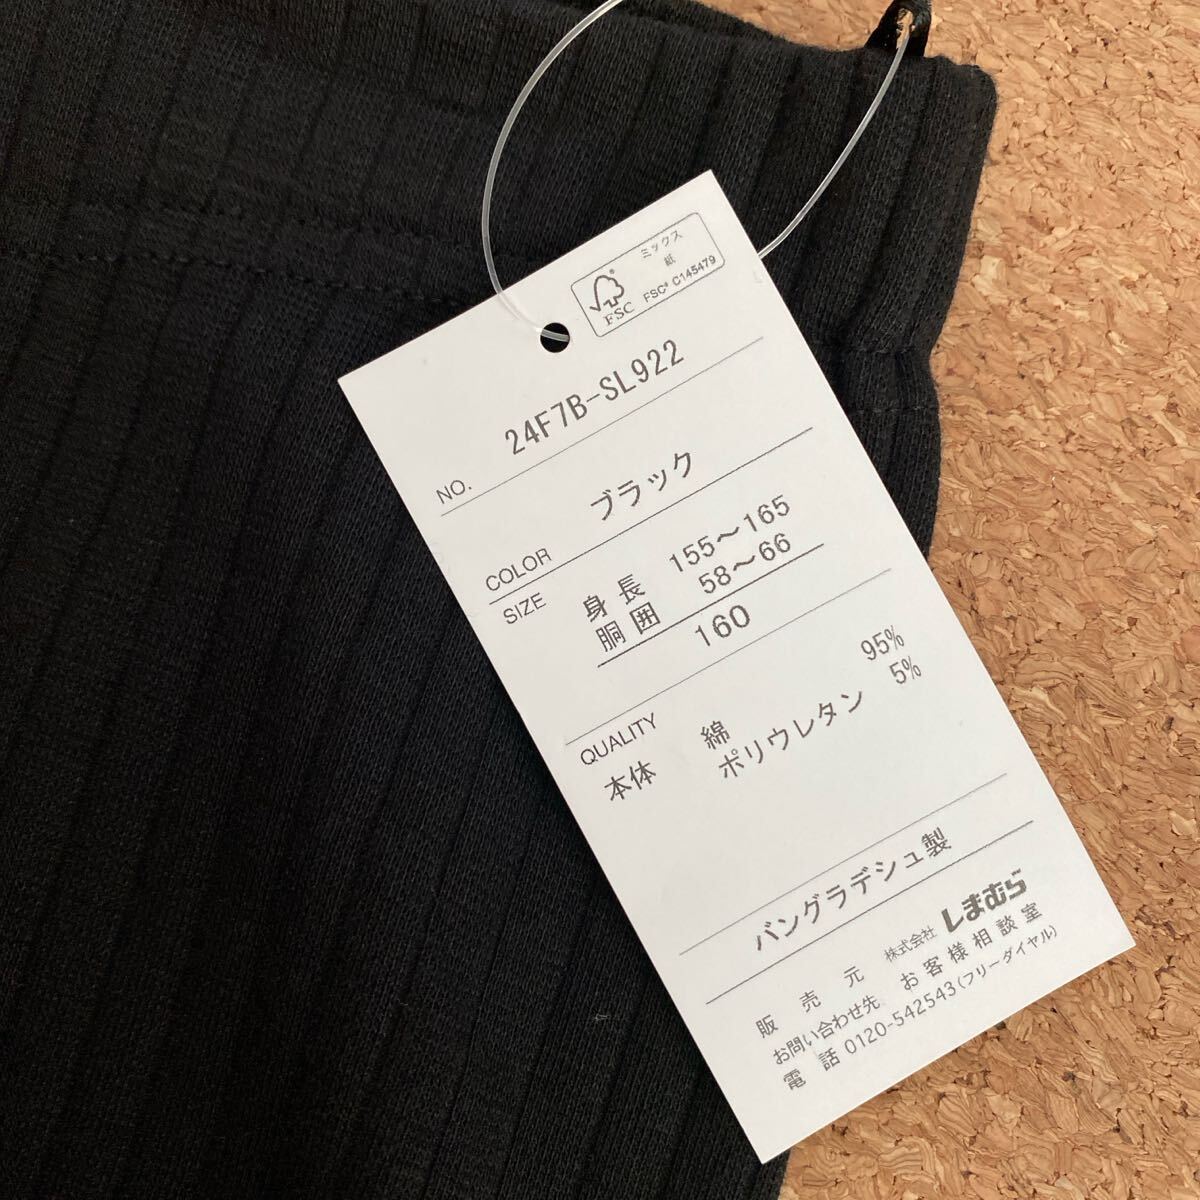 ミックス
紙
FSC® C145479
FSC
NO. 24F7B-SL922
COLOR ブラック
SIZE 身長 155～165
胴囲 58～66
160
QUALITY
本体 綿 95%
ポリウレタン 5%
バングラデシュ製
販売元 株式会社しまむら
お問い合わせ先 お客様相談室
電話 0120-542543(フリーダイヤル)